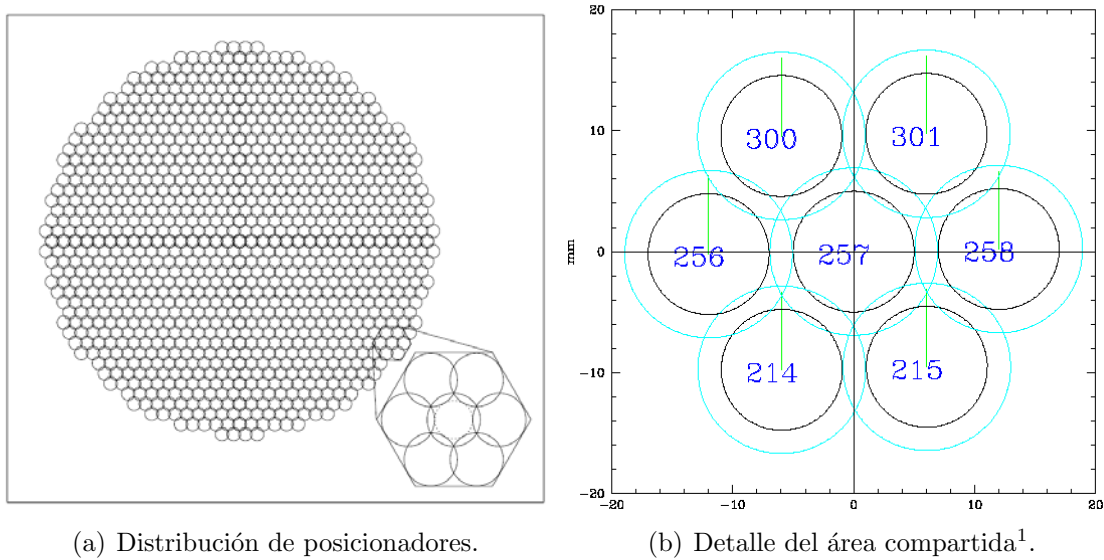 20
10
0
-10
-20
mm
300 301
256 257 258
214 215
-20 -10 0 10 20
(a) Distribución de posicionadores.
(b) Detalle del área compartida¹.